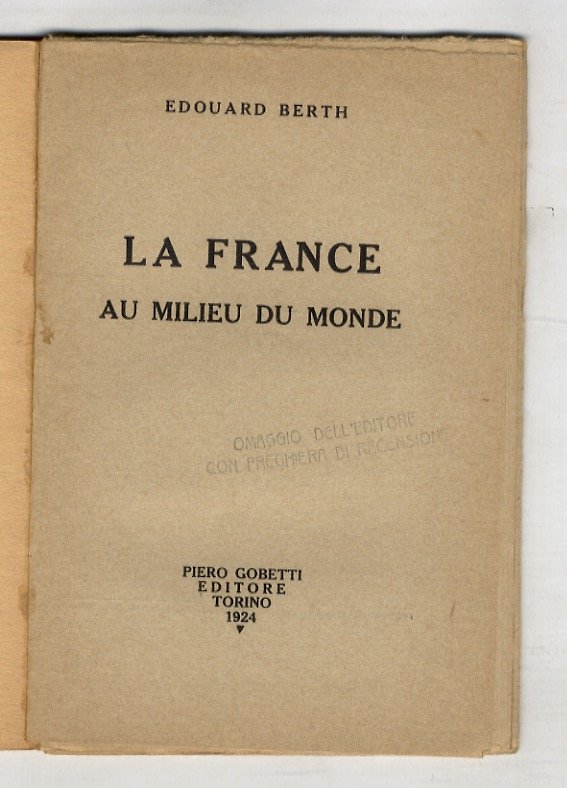 EDOUARD BERTH
LA FRANCE
AU MILIEU DU MONDE
OMAGGIO DELL'EDITORE
CON PREGHIERA DI RECENSIONE
PIERO GOBETTI
EDITORE
TORINO
1924